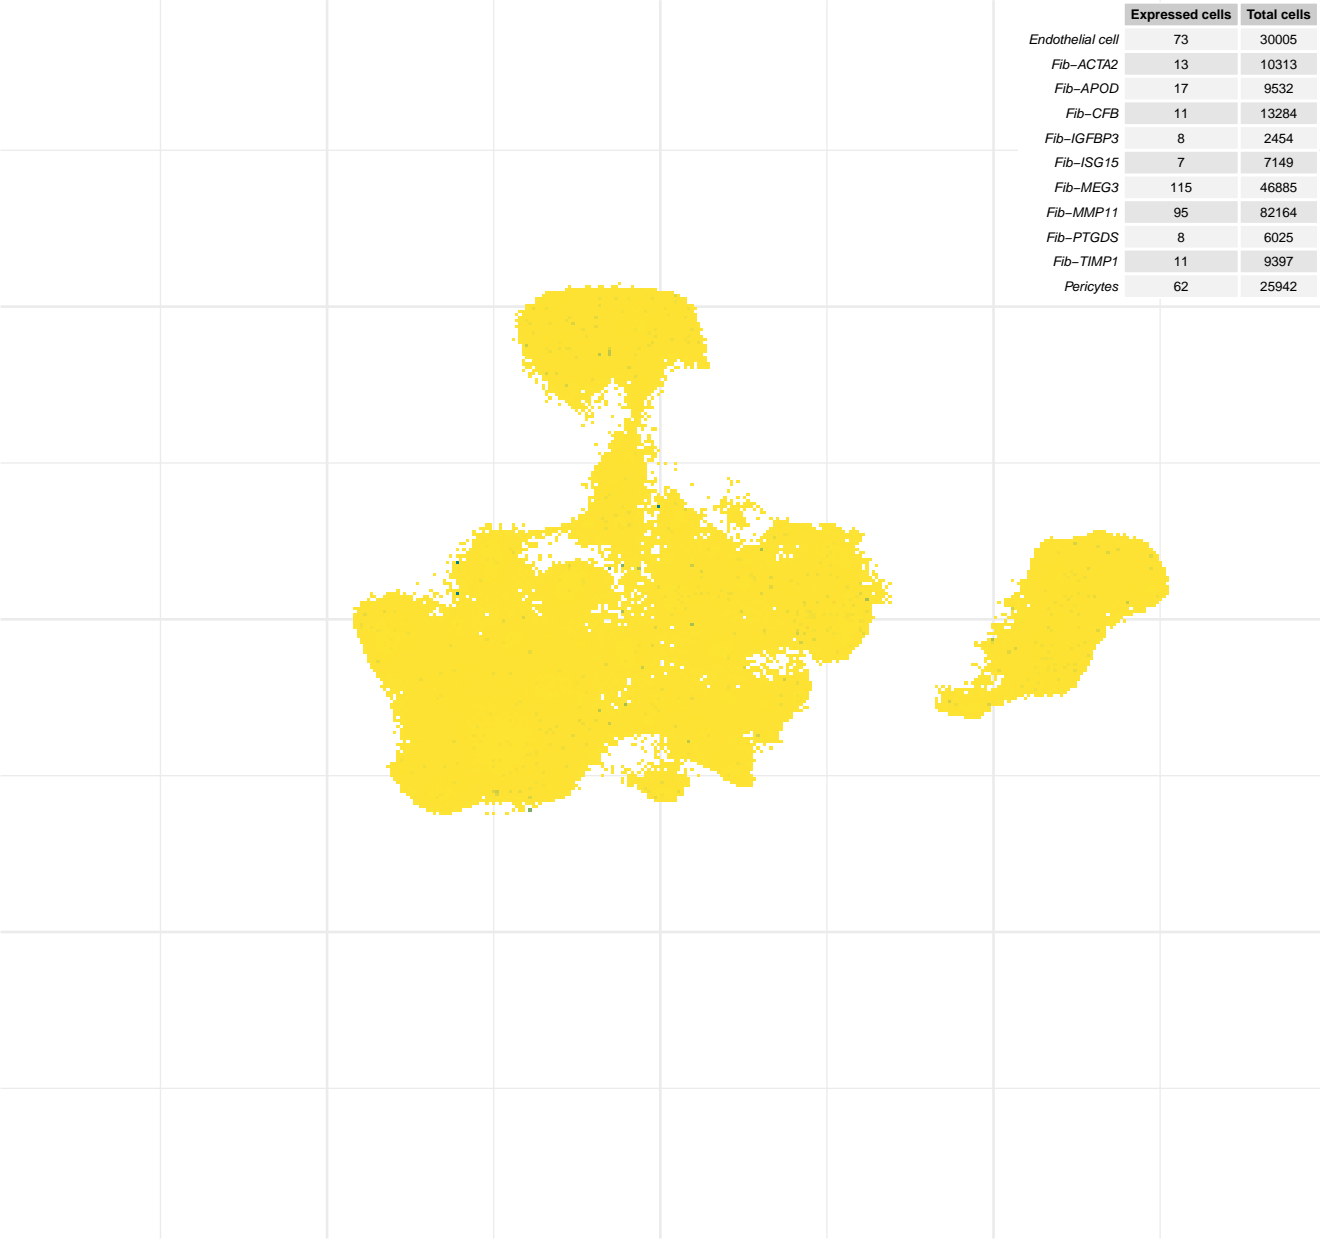 Expressed cells Total cells
Endothelial cell 73 30005
Fib−ACTA2 13 10313
Fib−APOD 17 9532
Fib−CFB 11 13284
Fib−IGFBP3 8 2454
Fib−ISG15 7 7149
Fib−MEG3 115 46885
Fib−MMP11 95 82164
Fib−PTGDS 8 6025
Fib−TIMP1 11 9397
Pericytes 62 25942